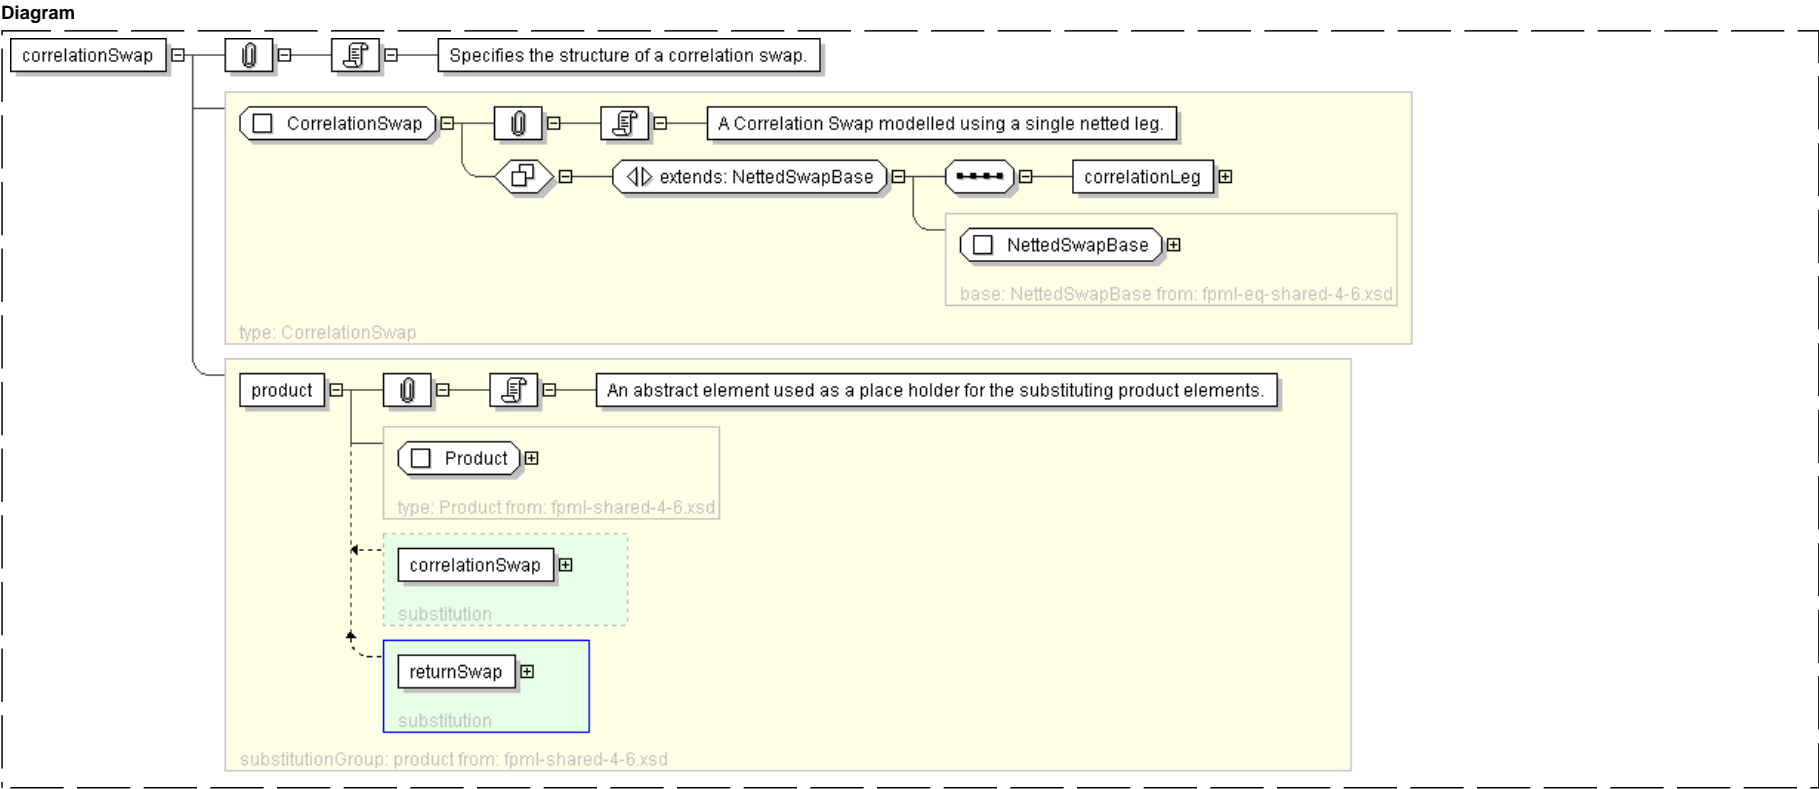 Diagram
correlationSwap
Specifies the structure of a correlation swap.
CorrelationSwap
A Correlation Swap modelled using a single netted leg.
extends: NettedSwapBase
correlationLeg
NettedSwapBase
base: NettedSwapBase from: fpml-eq-shared-4-6.xsd
type: CorrelationSwap
product
An abstract element used as a place holder for the substituting product elements.
Product
type: Product from: fpml-shared-4-6.xsd
correlationSwap
substitution
returnSwap
substitution
substitutionGroup: product from: fpml-shared-4-6.xsd